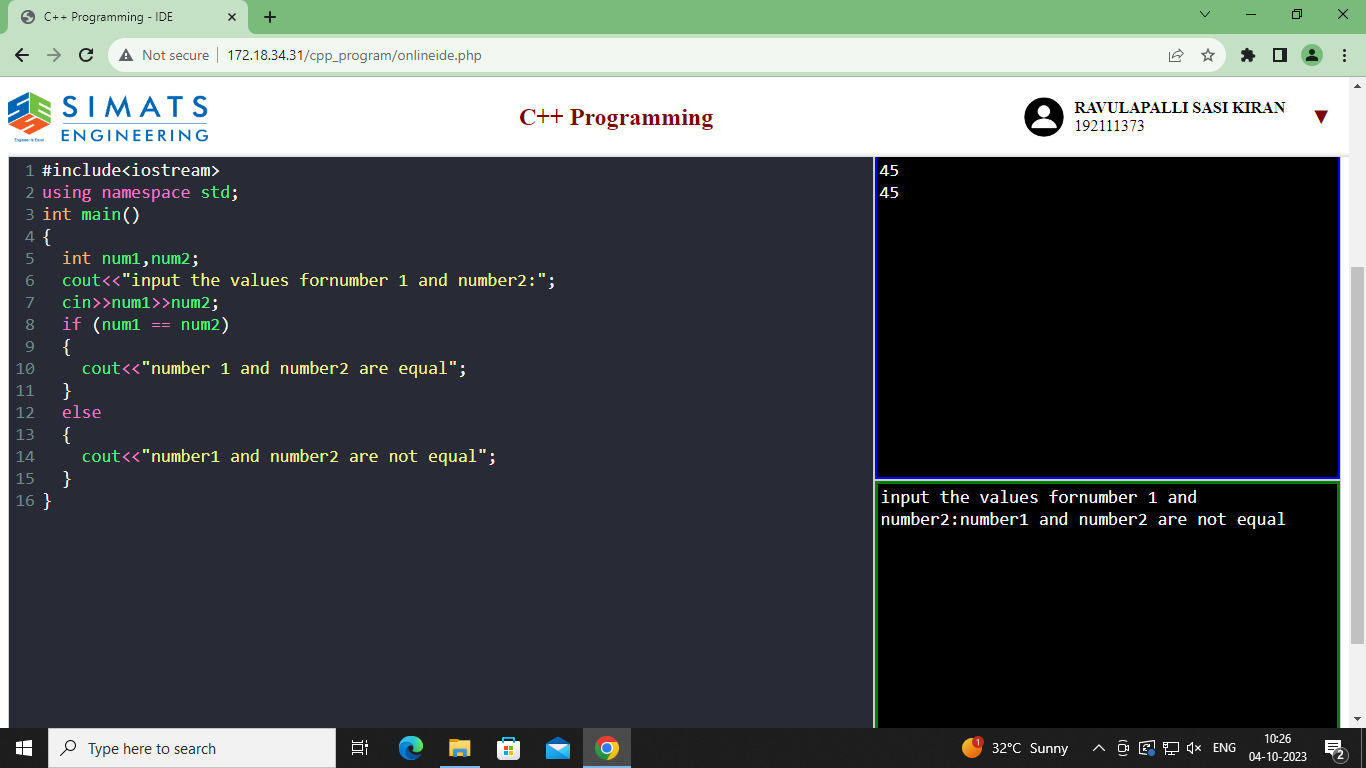 C++ Programming - IDE
Not secure 172.18.34.31/cpp_program/onlineide.php
SIMATS
ENGINEERING
Engineer to Excel
C++ Programming
RAVULAPALLI SASI KIRAN
192111373
1 #include<iostream>
2 using namespace std;
3 int main()
4 {
5 int num1,num2;
6 cout<<"input the values fornumber 1 and number2:";
7 cin>>num1>>num2;
8 if (num1 == num2)
9 {
10 cout<<"number 1 and number2 are equal";
11 }
12 else
13 {
14 cout<<"number1 and number2 are not equal";
15 }
16 }
45
45
input the values fornumber 1 and
number2:number1 and number2 are not equal
Type here to search
1
32°C Sunny
ENG
10:26
04-10-2023
2